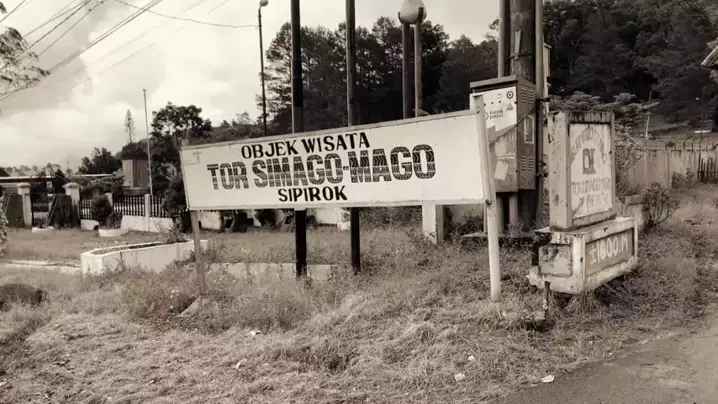 OBJEK WISATA
TOR SIMAGO-MAGO
SIPIROK
±1800 M